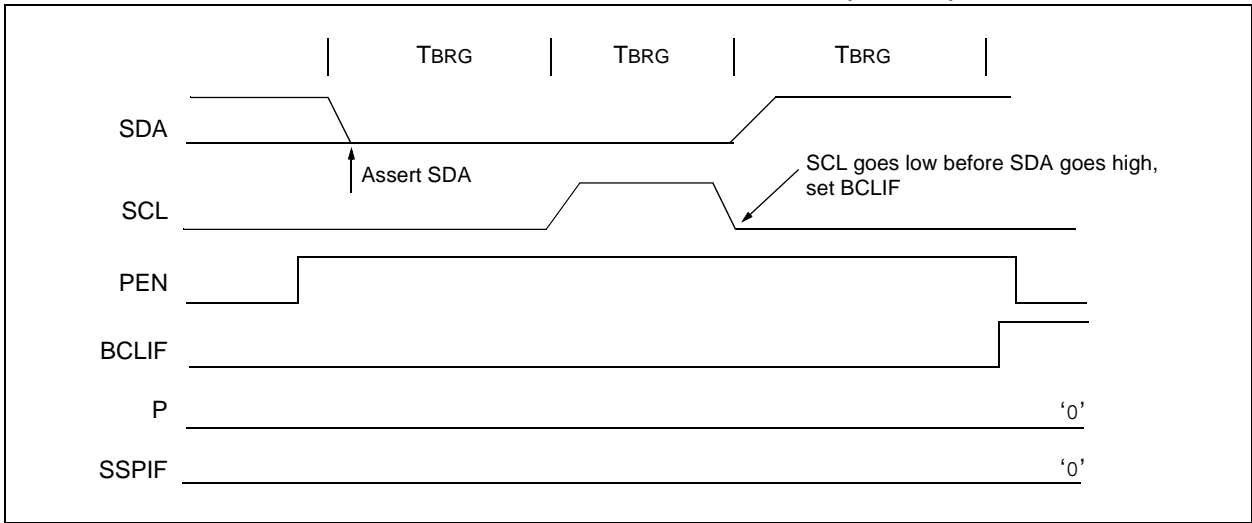 TBRG TBRG TBRG
SDA
Assert SDA
SCL goes low before SDA goes high,
set BCLIF
SCL
PEN
BCLIF
P ‘0’
SSPIF ‘0’